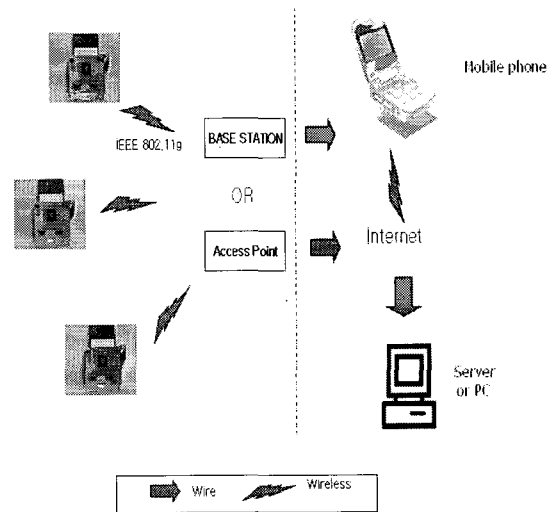 Mobile phone
IEEE 802.11g
BASE STATION
OR
Access Point
Internet
Server
or PC
Wire
Wireless